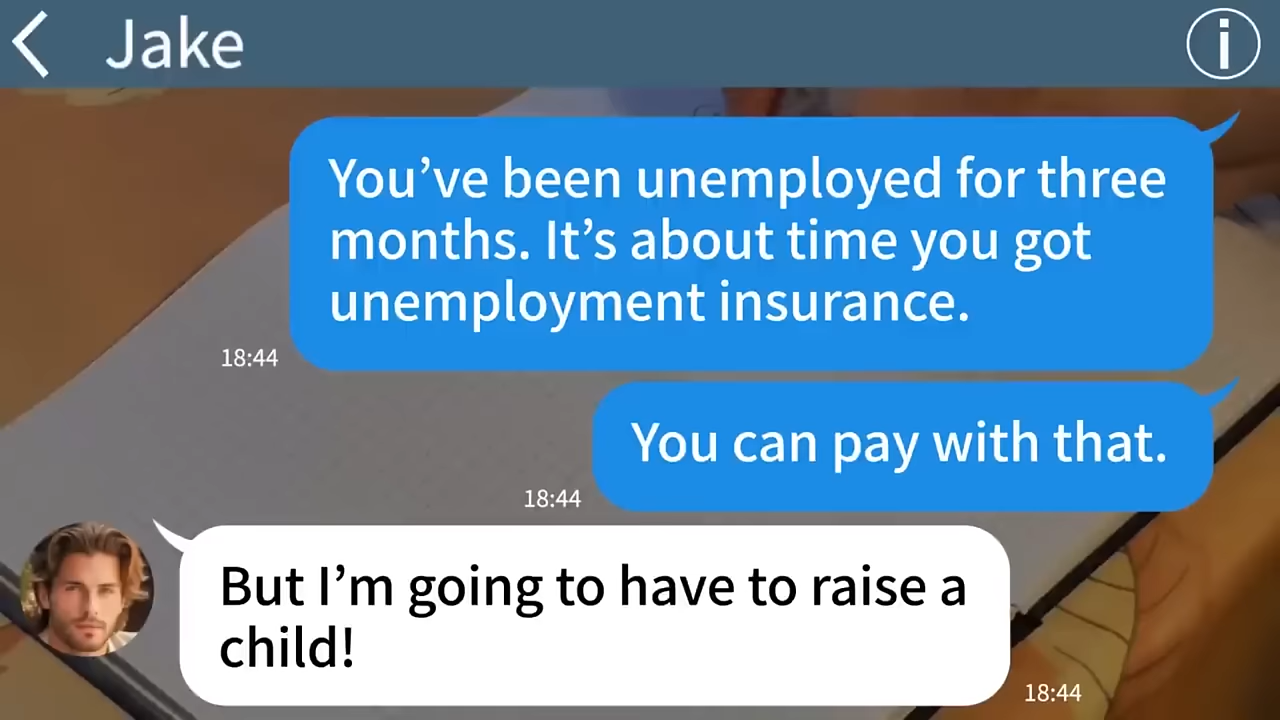 Jake
You’ve been unemployed for three
months. It’s about time you got
unemployment insurance.
18:44
You can pay with that.
18:44
But I’m going to have to raise a
child!
18:44